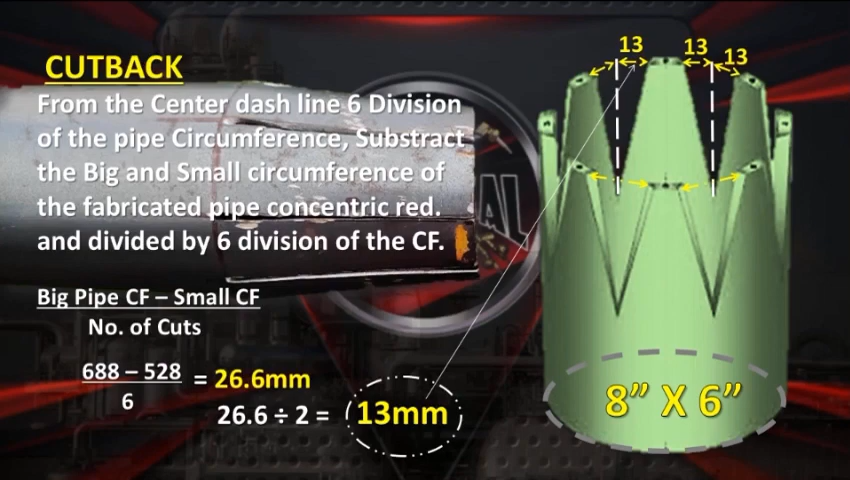 CUTBACK
From the Center dash line 6 Division
of the pipe Circumference, Substract
the Big and Small circumference of
the fabricated pipe concentric red.
and divided by 6 division of the CF.
Big Pipe CF – Small CF
No. of Cuts
688 – 528
6
= 26.6mm
26.6 ÷ 2 = 13mm
13
13
13
8” X 6”
AL